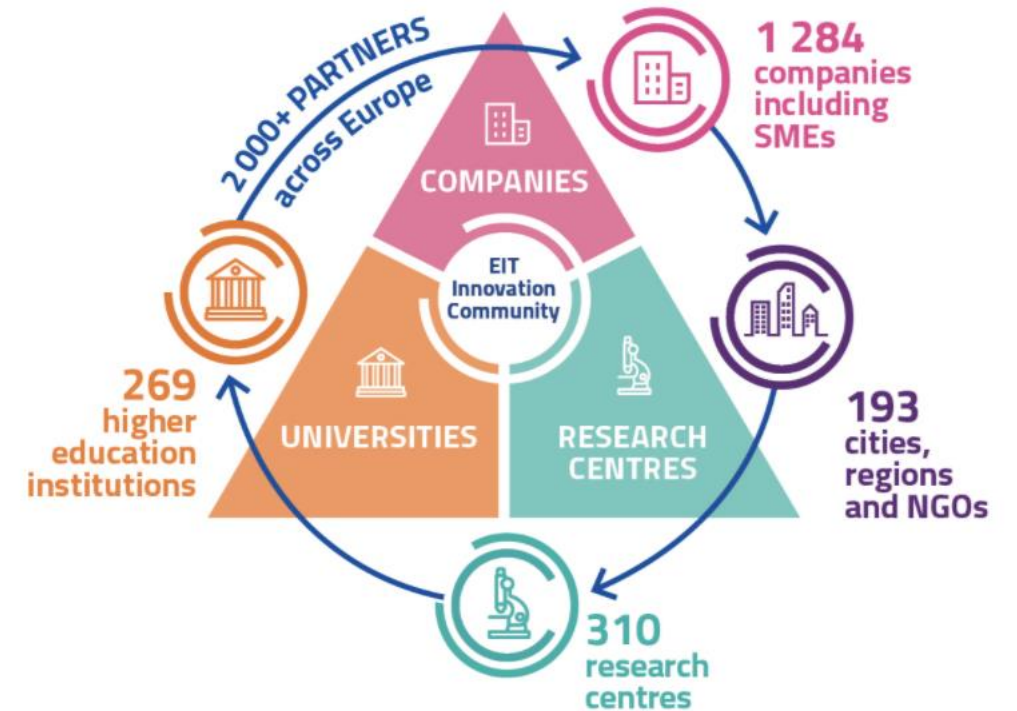 2 000+ PARTNERS
across Europe
1 284
companies
including
SMEs
COMPANIES
EIT
Innovation
Community
269
higher
education
institutions
UNIVERSITIES
RESEARCH
CENTRES
193
cities,
regions
and NGOs
310
research
centres